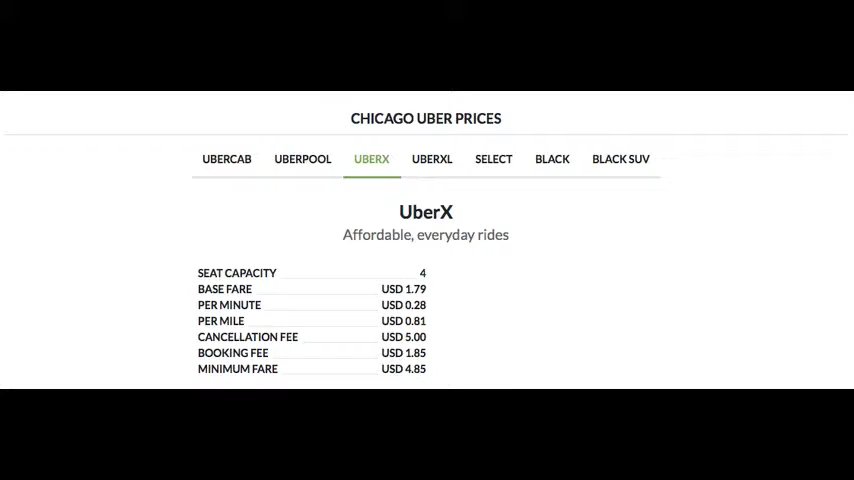 CHICAGO UBER PRICES
UBERCAB UBERPOOL UBERX UBERXL SELECT BLACK BLACK SUV
UberX
Affordable, everyday rides
SEAT CAPACITY 4
BASE FARE USD 1.79
PER MINUTE USD 0.28
PER MILE USD 0.81
CANCELLATION FEE USD 5.00
BOOKING FEE USD 1.85
MINIMUM FARE USD 4.85